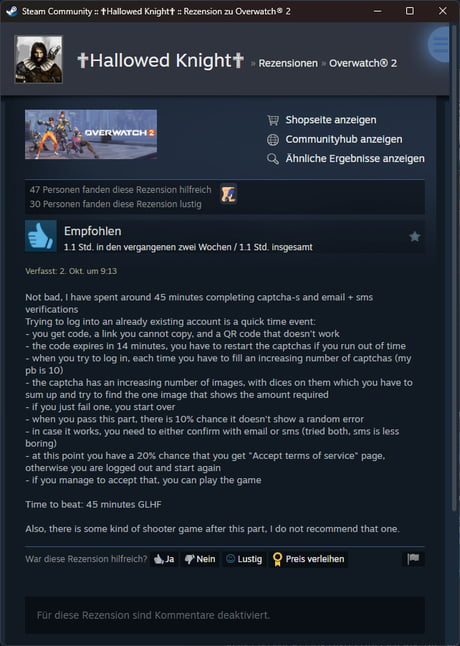 Steam Community :: ✝Hallowed Knight✝ :: Rezension zu Overwatch® 2
✝Hallowed Knight✝ » Rezensionen » Overwatch® 2
OVERWATCH 2
Shopseite anzeigen
Communityhub anzeigen
Ähnliche Ergebnisse anzeigen
47 Personen fanden diese Rezension hilfreich
30 Personen fanden diese Rezension lustig
Empfohlen
1.1 Std. in den vergangenen zwei Wochen / 1.1 Std. insgesamt
Verfasst: 2. Okt. um 9:13
Not bad, I have spent around 45 minutes completing captcha-s and email + sms
verifications
Trying to log into an already existing account is a quick time event:
- you get code, a link you cannot copy, and a QR code that doesn't work
- the code expires in 14 minutes, you have to restart the captchas if you run out of time
- when you try to log in, each time you have to fill an increasing number of captchas (my
pb is 10)
- the captcha has an increasing number of images, with dices on them which you have to
sum up and try to find the one image that shows the amount required
- if you just fail one, you start over
- when you pass this part, there is 10% chance it doesn't show a random error
- in case it works, you need to either confirm with email or sms (tried both, sms is less
boring)
- at this point you have a 20% chance that you get "Accept terms of service" page,
otherwise you are logged out and start again
- if you manage to accept that, you can play the game
Time to beat: 45 minutes GLHF
Also, there is some kind of shooter game after this part, I do not recommend that one.
War diese Rezension hilfreich? Ja Nein Lustig Preis verleihen
Für diese Rezension sind Kommentare deaktiviert.